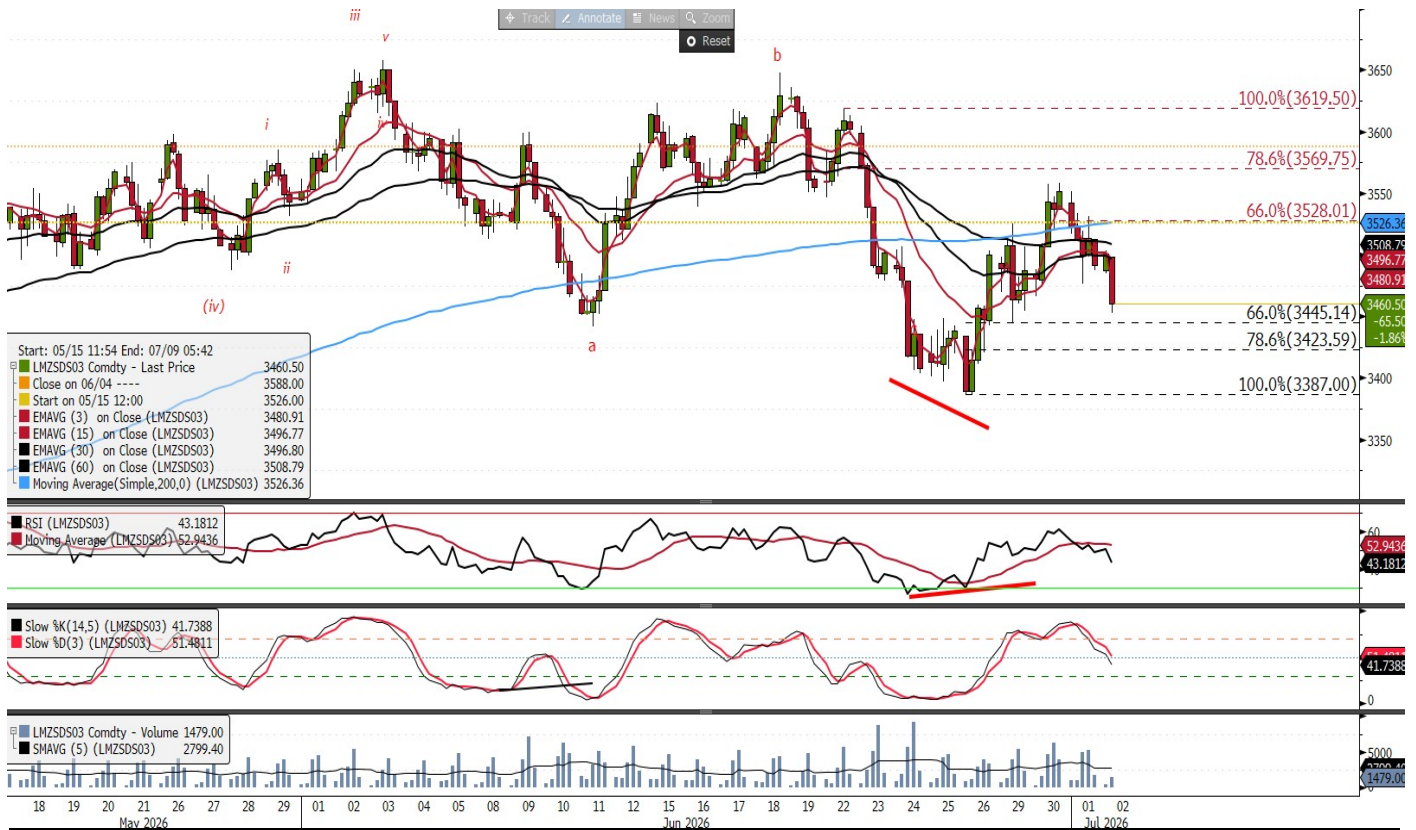 Track Annotate News Zoom
Reset
iii
v
iv
i
ii
(iv)
a
b
100.0%(3619.50)
78.6%(3569.75)
66.0%(3528.01)
66.0%(3445.14)
78.6%(3423.59)
100.0%(3387.00)
3650
3600
3550
3526.36
3508.79
3496.77
3480.91
3460.50
-65.50
-1.86%
3400
3350
Start: 05/15 11:54 End: 07/09 05:42
LMZSDS03 Comdty - Last Price 3460.50
Close on 06/04 ---- 3588.00
Start on 05/15 12:00 3526.00
EMAVG (3) on Close (LMZSDS03) 3480.91
EMAVG (15) on Close (LMZSDS03) 3496.77
EMAVG (30) on Close (LMZSDS03) 3496.80
EMAVG (60) on Close (LMZSDS03) 3508.79
Moving Average(Simple,200,0) (LMZSDS03) 3526.36
RSI (LMZSDS03) 43.1812
Moving Average (LMZSDS03) 52.9436
60
52.9436
43.1812
Slow %K(14,5) (LMZSDS03) 41.7388
Slow %D(3) (LMZSDS03) 51.4811
41.7388
0
LMZSDS03 Comdty - Volume 1479.00
SMAVG (5) (LMZSDS03) 2799.40
5000
1479.00
18 19 20 21 26 27 28 29 01 02 03 04 05 08 09 10 11 12 15 16 17 18 19 22 23 24 25 26 29 30 01 02
May 2026 Jun 2026 Jul 2026